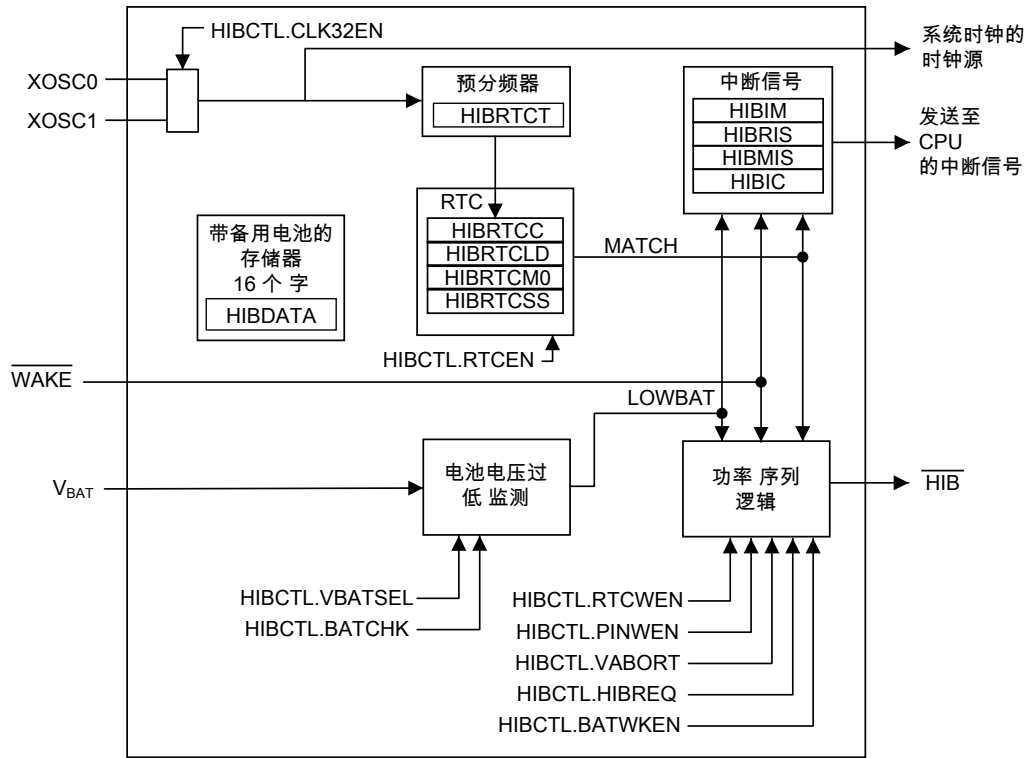 HIBCTL.CLK32EN
XOSC0
XOSC1
系统时钟的
时钟源
预分频器
HIBRTCT
中断信号
HIBIM
HIBRIS
HIBMIS
HIBIC
发送至
CPU
的中断信号
RTC
HIBRTCC
HIBRTCLD
HIBRTCM0
HIBRTCSS
MATCH
带备用电池的
存储器
16 个 字
HIBDATA
HIBCTL.RTCEN
WAKE
LOWBAT
VBAT
电池电压过
低 监测
功率 序列
逻辑
HIB
HIBCTL.VBATSEL
HIBCTL.BATCHK
HIBCTL.RTCWEN
HIBCTL.PINWEN
HIBCTL.VABORT
HIBCTL.HIBREQ
HIBCTL.BATWKEN